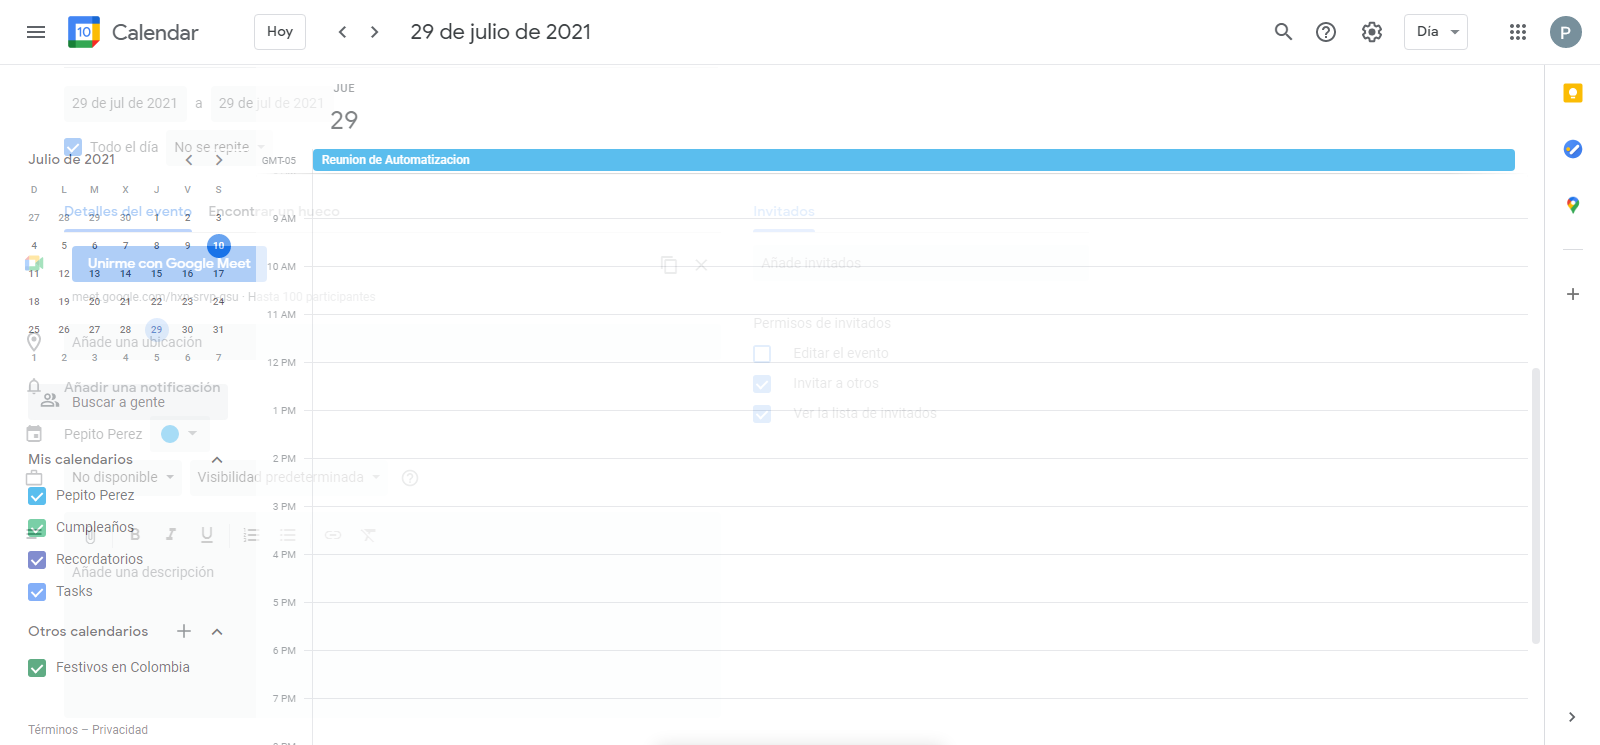 10 Calendar Hoy 29 de julio de 2021 Día P
29 de jul de 2021 a 29 de jul de 2021
JUE
29
Todo el día No se repite
Julio de 2021
GMT-05 Reunion de Automatizacion
D L M X J V S
Detalles del evento Encontrar un hueco Invitados
27 28 29 30 1 2 3
9 AM
4 5 6 7 8 9 10
Unirme con Google Meet Añade invitados
10 AM
11 12 13 14 15 16 17
meet.google.com/hxn-srvp-gsu · Hasta 100 participantes
18 19 20 21 22 23 24
11 AM
Permisos de invitados
25 26 27 28 29 30 31
Añade una ubicación
Editar el evento
1 2 3 4 5 6 7
12 PM
Invitar a otros
Añadir una notificación
Buscar a gente
1 PM
Ver la lista de invitados
Pepito Perez
Mis calendarios
2 PM
No disponible Visibilidad predeterminada
Pepito Perez
3 PM
Cumpleaños
B I U
4 PM
Recordatorios
Añade una descripción
Tasks
5 PM
Otros calendarios
6 PM
Festivos en Colombia
7 PM
Términos – Privacidad